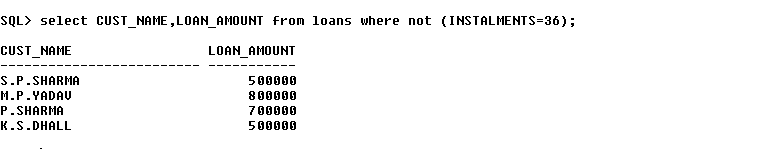 SQL> select CUST_NAME,LOAN_AMOUNT from loans where not (INSTALMENTS=36);
CUST_NAME LOAN_AMOUNT
------------------------- -----------
S.P.SHARMA 500000
M.P.YADAV 800000
P.SHARMA 700000
K.S.DHALL 500000